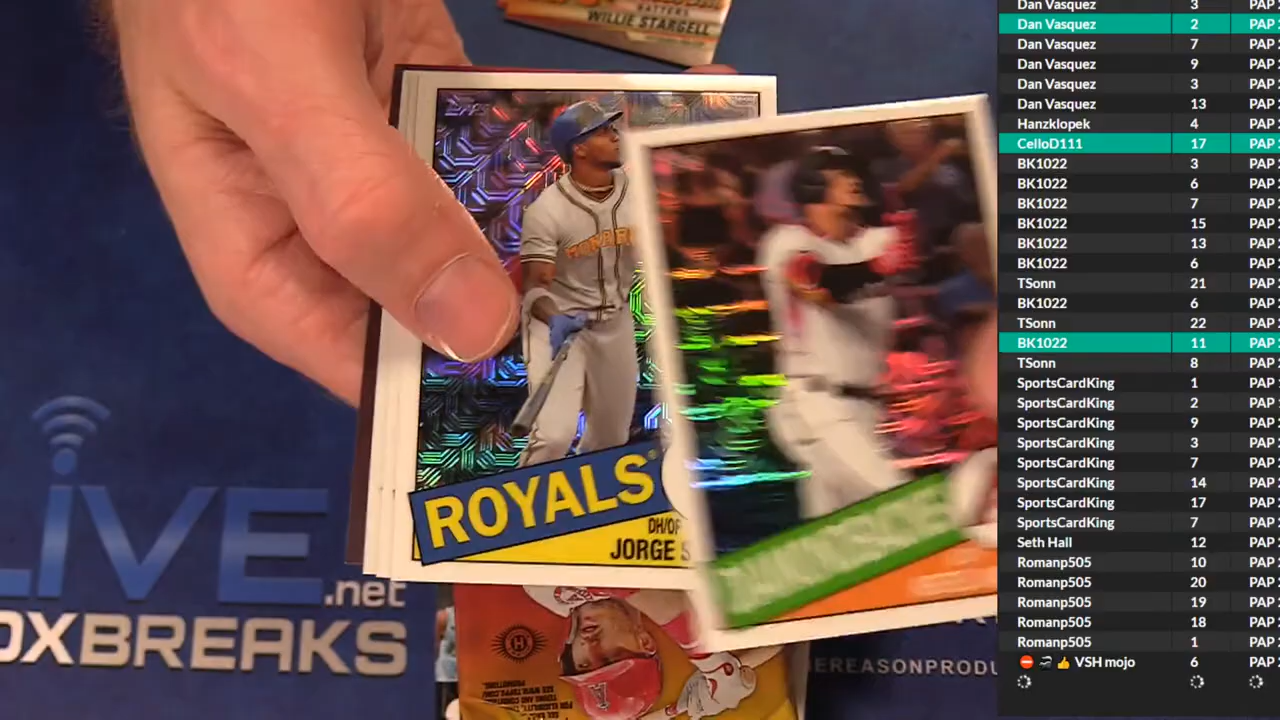 BATTERS
WILLIE STARGELL
Topps
MONAR
ROYALS
DH/OF
JORGE S
LIVE
.net
OXBREAKS
EREASONPRODU
Dan Vasquez 3 PAP
Dan Vasquez 2 PAP
Dan Vasquez 7 PAP
Dan Vasquez 9 PAP
Dan Vasquez 3 PAP
Dan Vasquez 13 PAP
Hanzklopek 4 PAP
CelloD111 17 PAP
BK1022 3 PAP
BK1022 6 PAP
BK1022 7 PAP
BK1022 15 PAP
BK1022 13 PAP
BK1022 6 PAP
TSonn 21 PAP
BK1022 6 PAP
TSonn 22 PAP
BK1022 11 PAP
TSonn 8 PAP
SportsCardKing 1 PAP
SportsCardKing 2 PAP
SportsCardKing 9 PAP
SportsCardKing 3 PAP
SportsCardKing 7 PAP
SportsCardKing 14 PAP
SportsCardKing 17 PAP
SportsCardKing 7 PAP
Seth Hall 12 PAP
Romanp505 10 PAP
Romanp505 20 PAP
Romanp505 19 PAP
Romanp505 18 PAP
Romanp505 1 PAP
VSH mojo 6 PAP